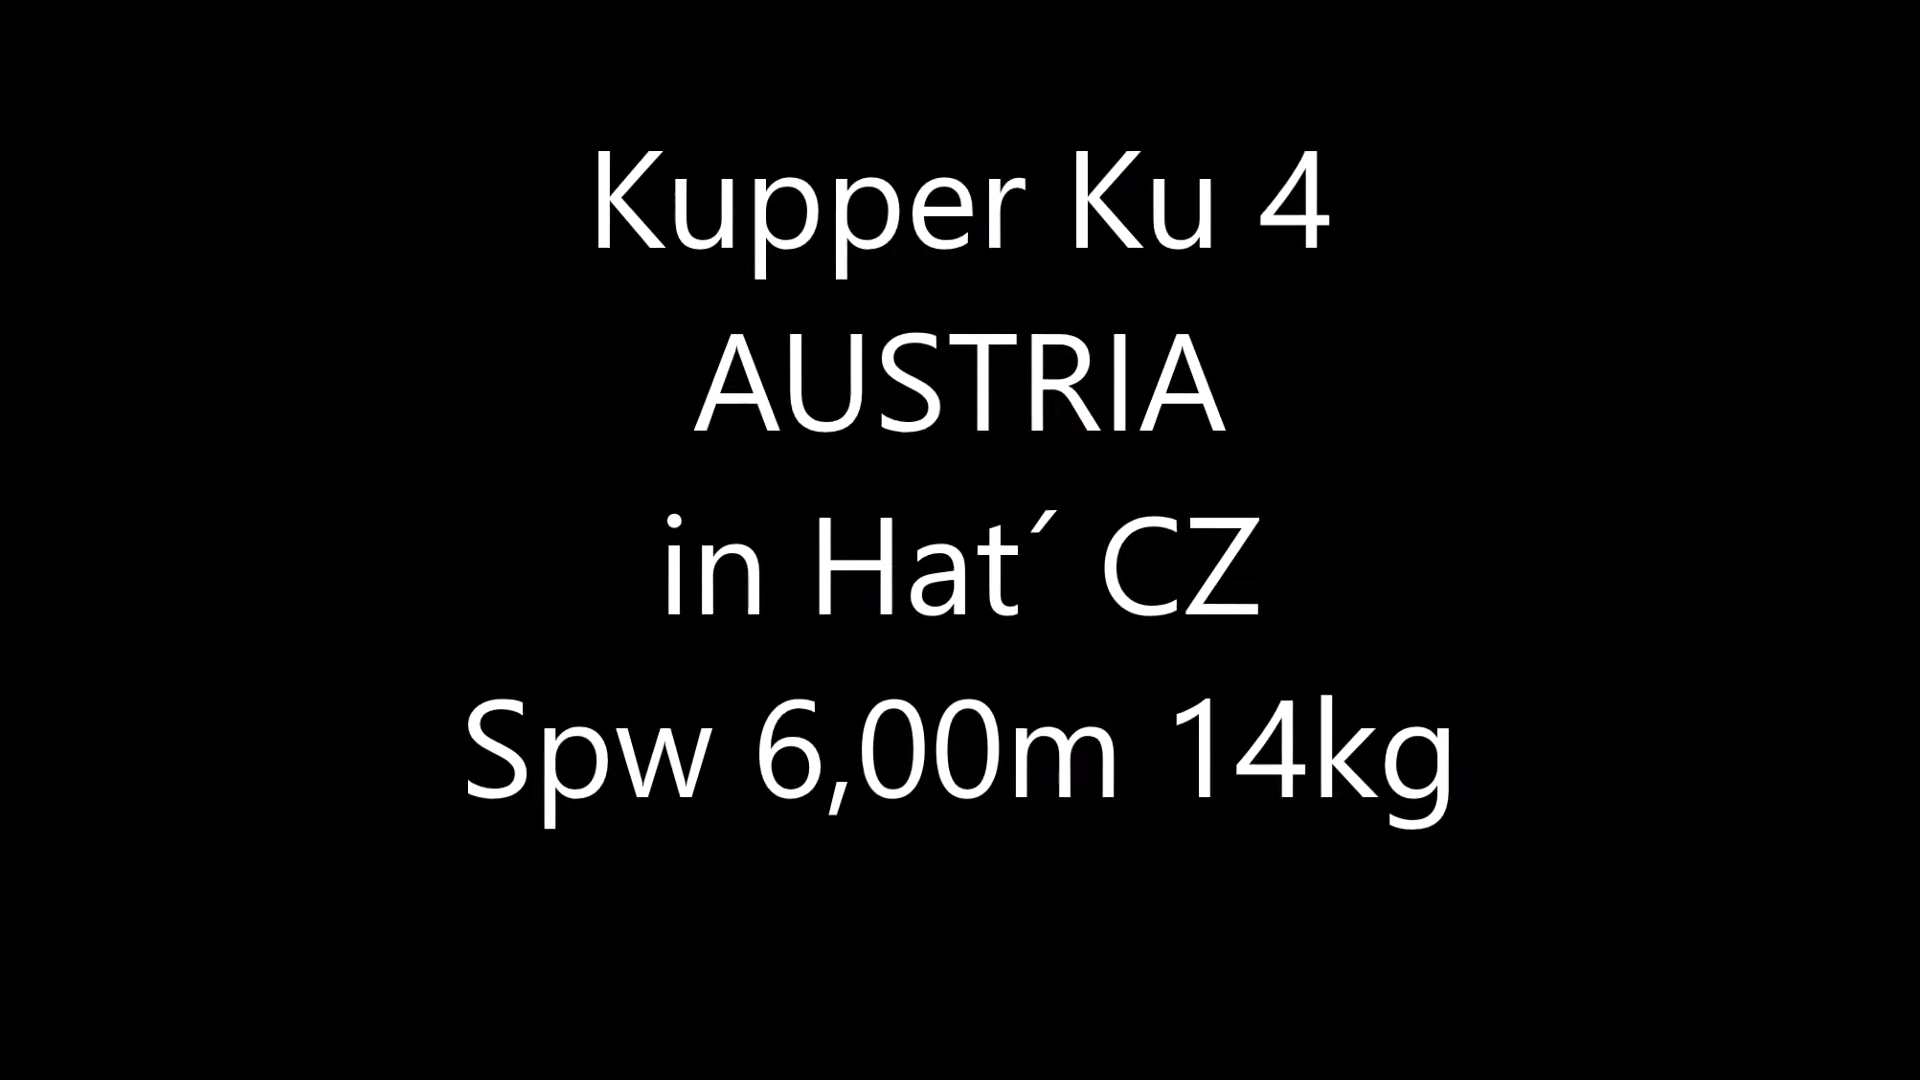 Kupper Ku 4
AUSTRIA
in Hat´ CZ
Spw 6,00m 14kg